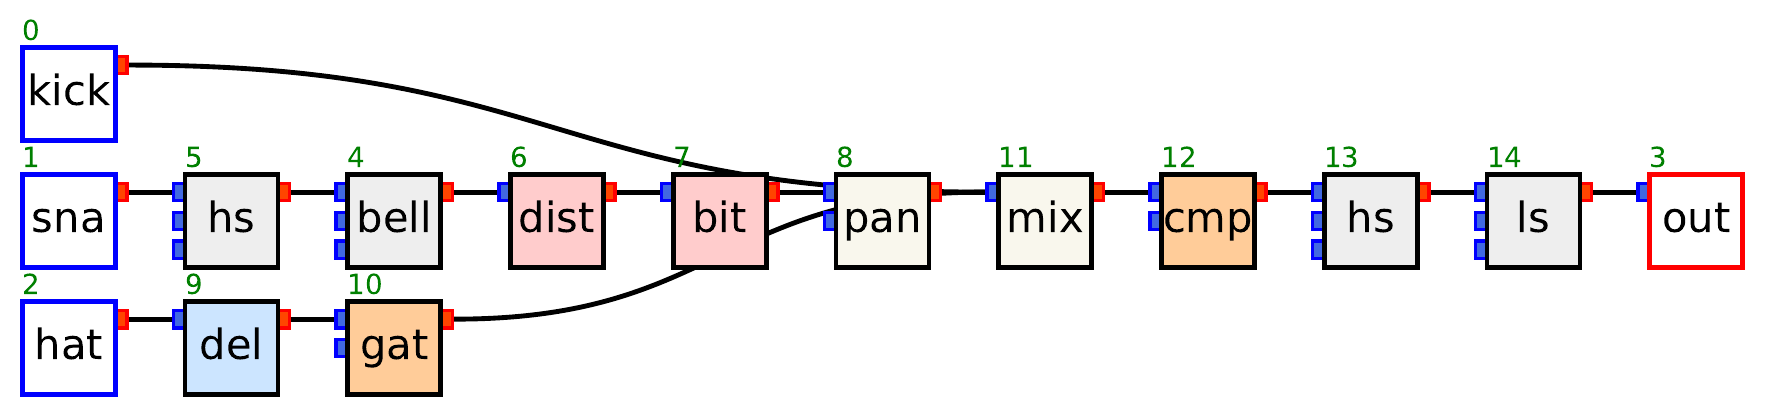 0
kick
1 5 4 6 7 8 11 12 13 14 3
sna hs bell dist bit pan mix cmp hs ls out
2 9 10
hat del gat